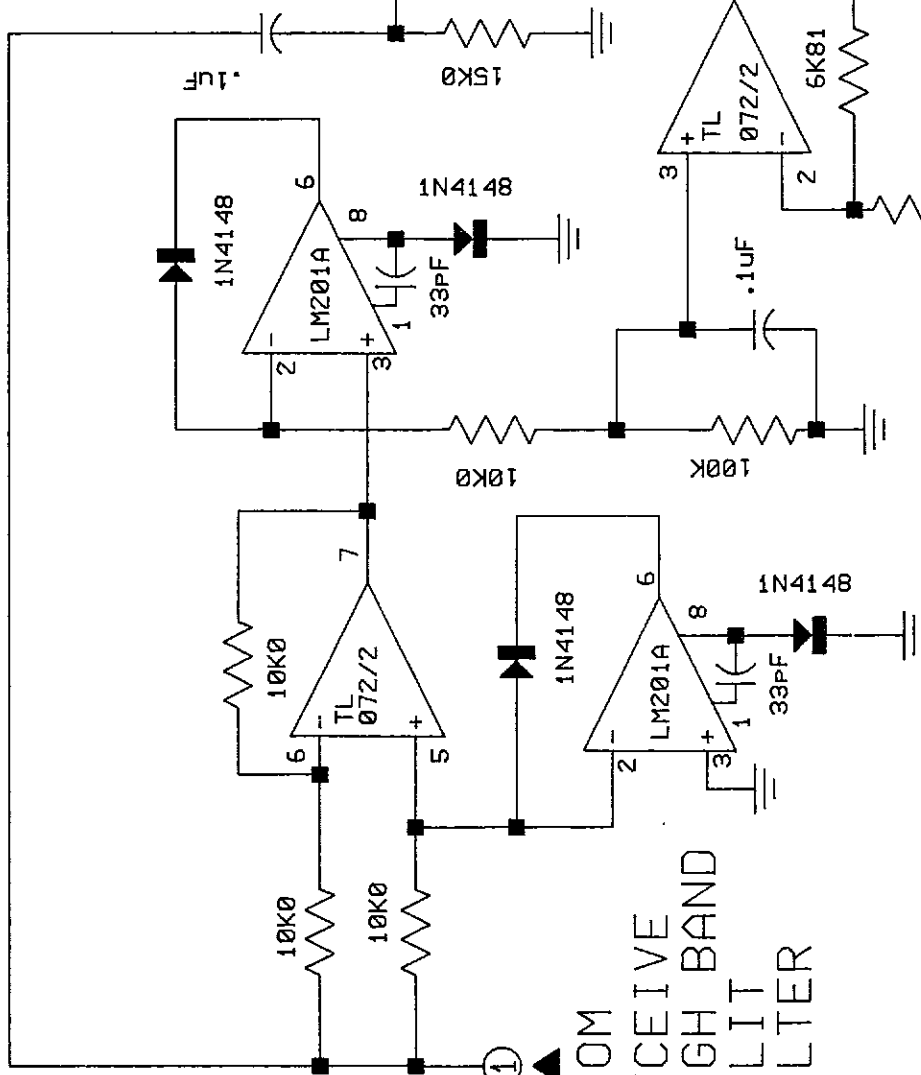 .1uF
15K0
1N4148
6
8
1N4148
LM201A
-
+
2
3
1
33PF
3
+
TL
072/2
-
2
6K81
.1uF
10K0
100K
10K0
7
TL
072/2
-
+
6
5
10K0
10K0
1N4148
6
8
1N4148
LM201A
-
+
2
3
1
33PF
1
OM
CEIVE
GH BAND
LIT
LTER